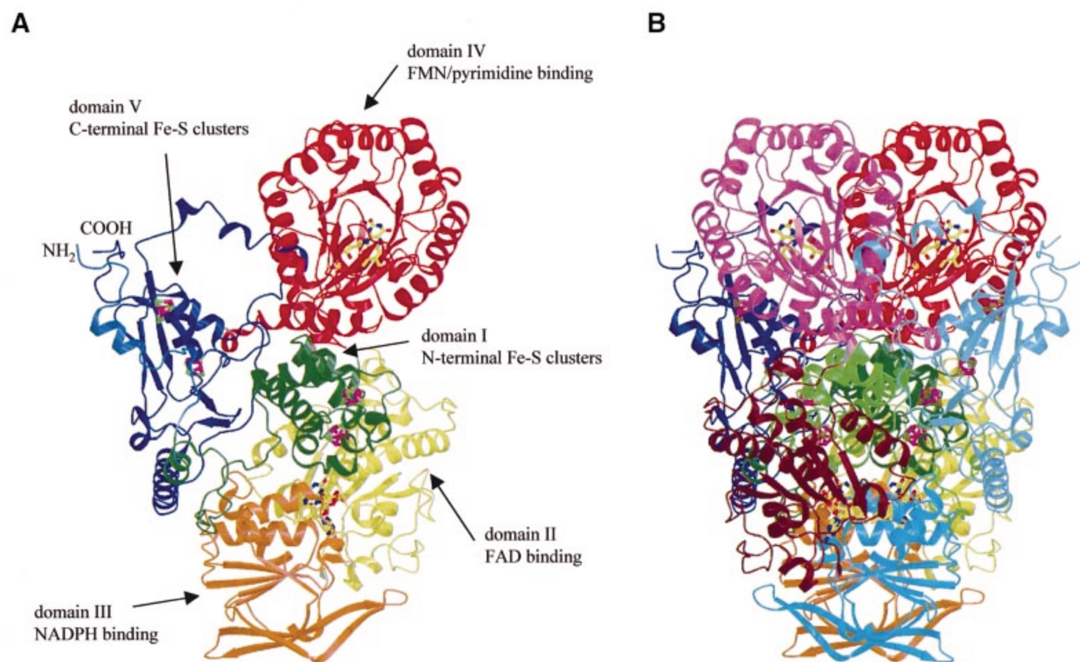 A
B
domain IV
FMN/pyrimidine binding
domain V
C-terminal Fe-S clusters
COOH
NH2
domain I
N-terminal Fe-S clusters
domain II
FAD binding
domain III
NADPH binding